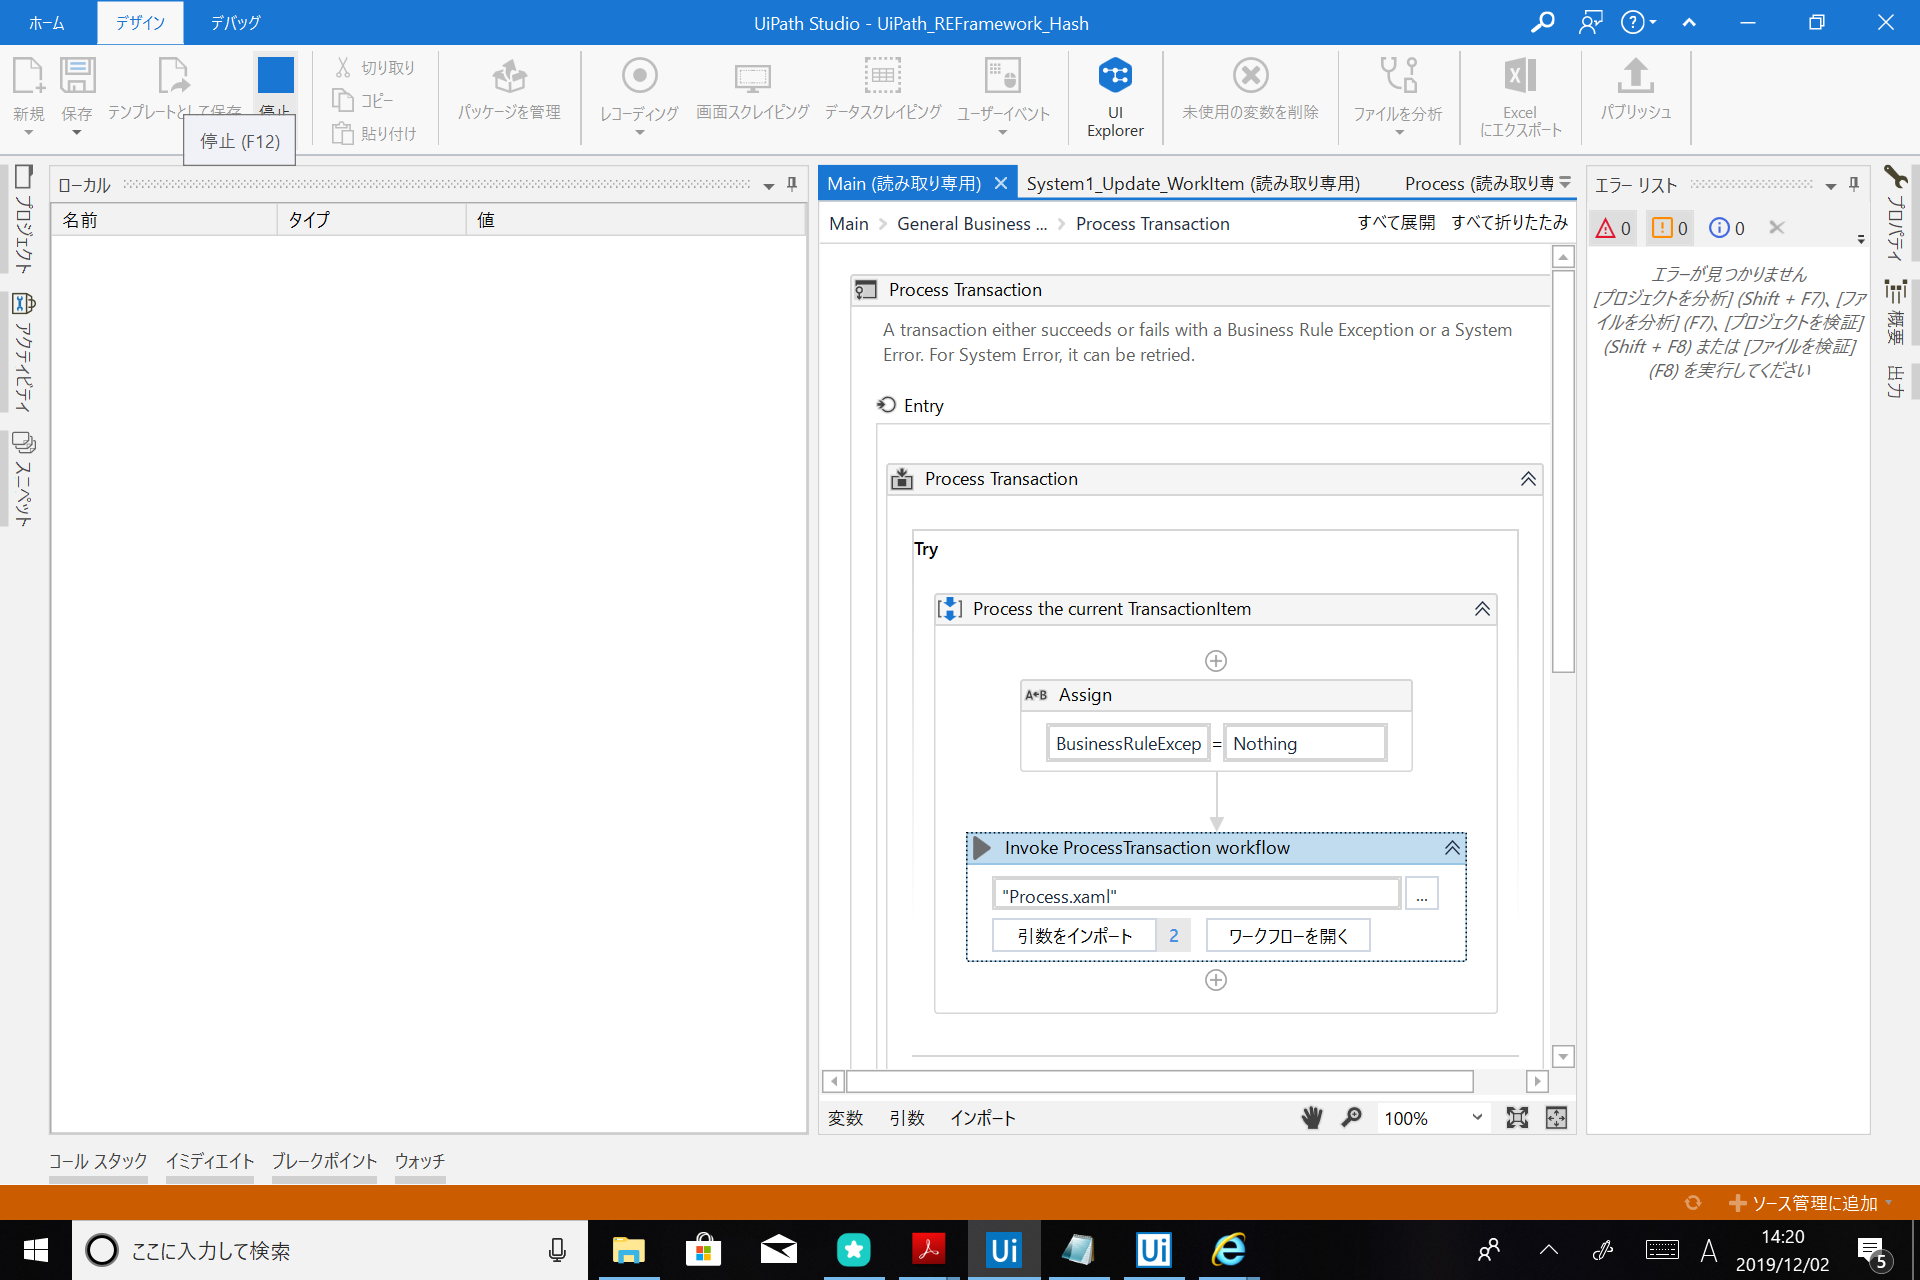 ホーム デザイン デバッグ UiPath Studio - UiPath_REFramework_Hash
新規 保存 テンプレートとして保存 停止
停止 (F12)
切り取り
コピー
貼り付け
パッケージを管理 レコーディング 画面スクレイピング データスクレイピング ユーザーイベント
UI
Explorer
未使用の変数を削除 ファイルを分析
Excel
にエクスポート
パブリッシュ
プロジェクト
アクティビティ
スニペット
ローカル
名前 タイプ 値
Main (読み取り専用) System1_Update_WorkItem (読み取り専用) Process (読み取り専
Main General Business ... Process Transaction すべて展開 すべて折りたたみ
Process Transaction
A transaction either succeeds or fails with a Business Rule Exception or a System
Error. For System Error, it can be retried.
Entry
Process Transaction
Try
Process the current TransactionItem
A←B Assign
BusinessRuleExcep = Nothing
Invoke ProcessTransaction workflow
"Process.xaml" ...
引数をインポート 2 ワークフローを開く
変数 引数 インポート 100%
エラー リスト
0 0 0
エラーが見つかりません
[プロジェクトを分析] (Shift + F7)、[ファ
イルを分析] (F7)、[プロジェクトを検証]
(Shift + F8) または [ファイルを検証]
(F8) を実行してください
プロパティ
概要
出力
コール スタック イミディエイト ブレークポイント ウォッチ
ソース管理に追加
ここに入力して検索
Ui Ui
A
14:20
2019/12/02
5